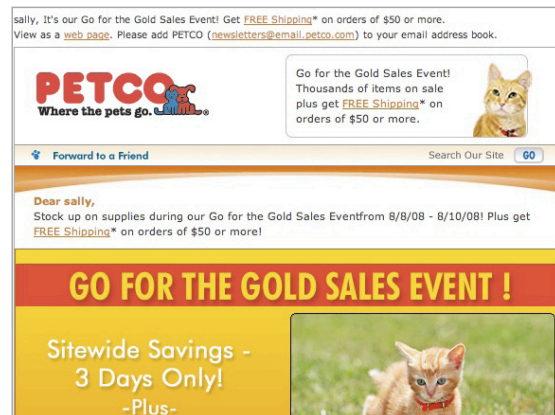 sally, It's our Go for the Gold Sales Event! Get FREE Shipping* on orders of $50 or more.
View as a web page. Please add PETCO (newsletters@email.petco.com) to your email address book.
PETCO
Where the pets go.
Go for the Gold Sales Event!
Thousands of items on sale
plus get FREE Shipping* on
orders of $50 or more.
Forward to a Friend
Search Our Site GO
Dear sally,
Stock up on supplies during our Go for the Gold Sales Eventfrom 8/8/08 - 8/10/08! Plus get
FREE Shipping* on orders of $50 or more!
GO FOR THE GOLD SALES EVENT !
Sitewide Savings -
3 Days Only!
-Plus-